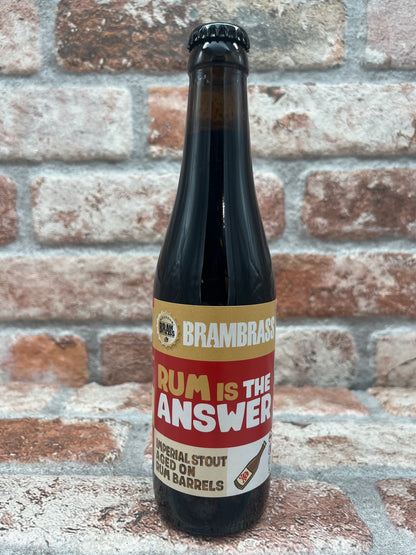 BRAMBRASS
RUM IS THE
ANSWER
IMPERIAL STOUT
AGED ON
RUM BARRELS